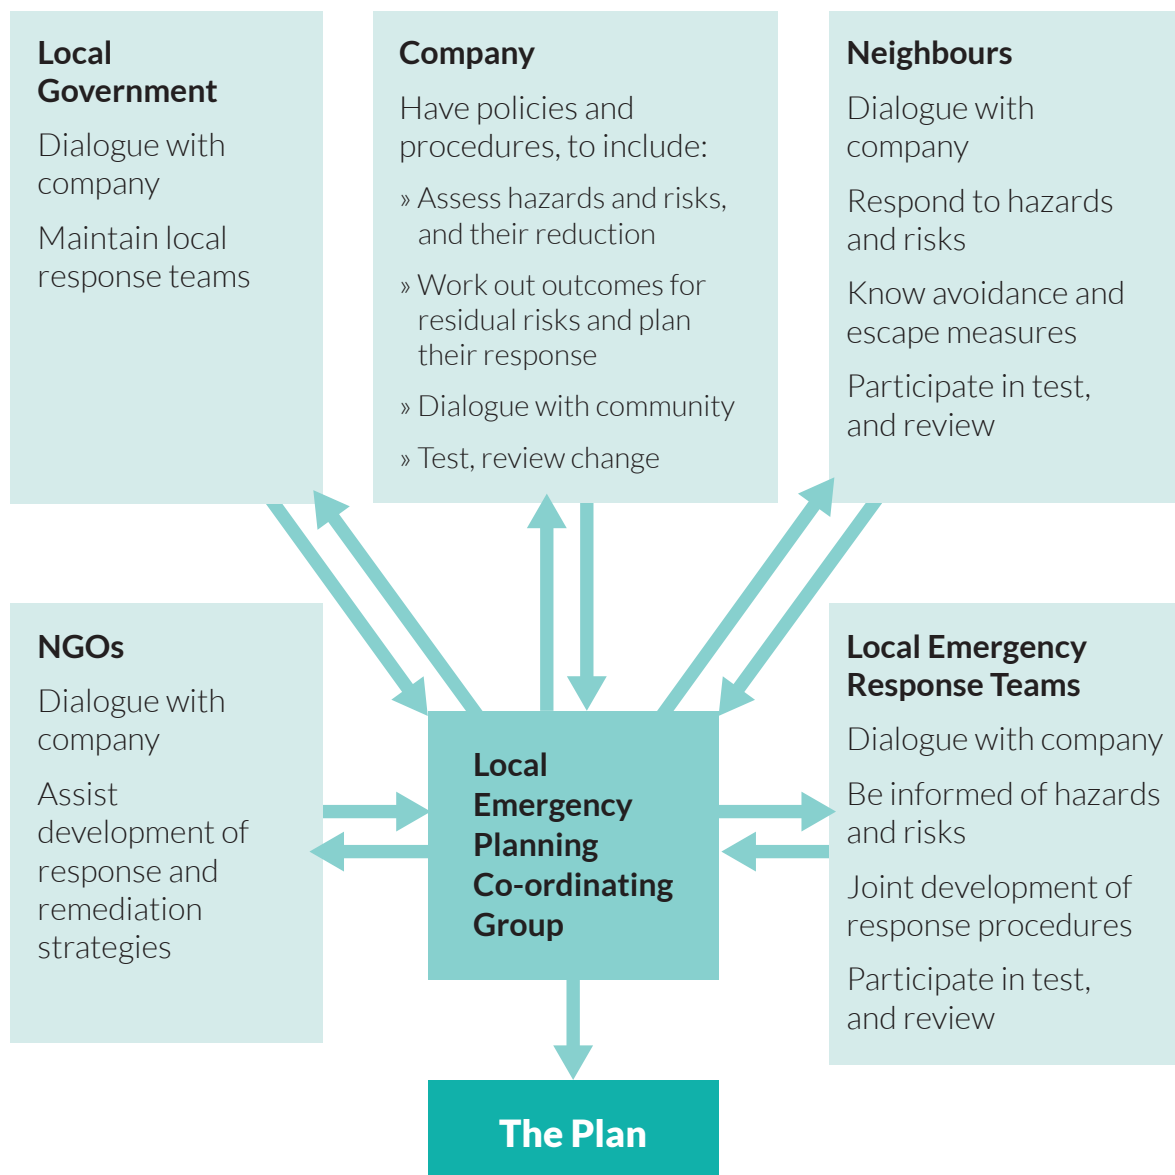 Local
Government
Dialogue with
company
Maintain local
response teams
Company
Have policies and
procedures, to include:
» Assess hazards and risks,
and their reduction
» Work out outcomes for
residual risks and plan
their response
» Dialogue with community
» Test, review change
Neighbours
Dialogue with
company
Respond to hazards
and risks
Know avoidance and
escape measures
Participate in test,
and review
NGOs
Dialogue with
company
Assist
development of
response and
remediation
strategies
Local
Emergency
Planning
Co-ordinating
Group
Local Emergency
Response Teams
Dialogue with company
Be informed of hazards
and risks
Joint development of
response procedures
Participate in test,
and review
The Plan